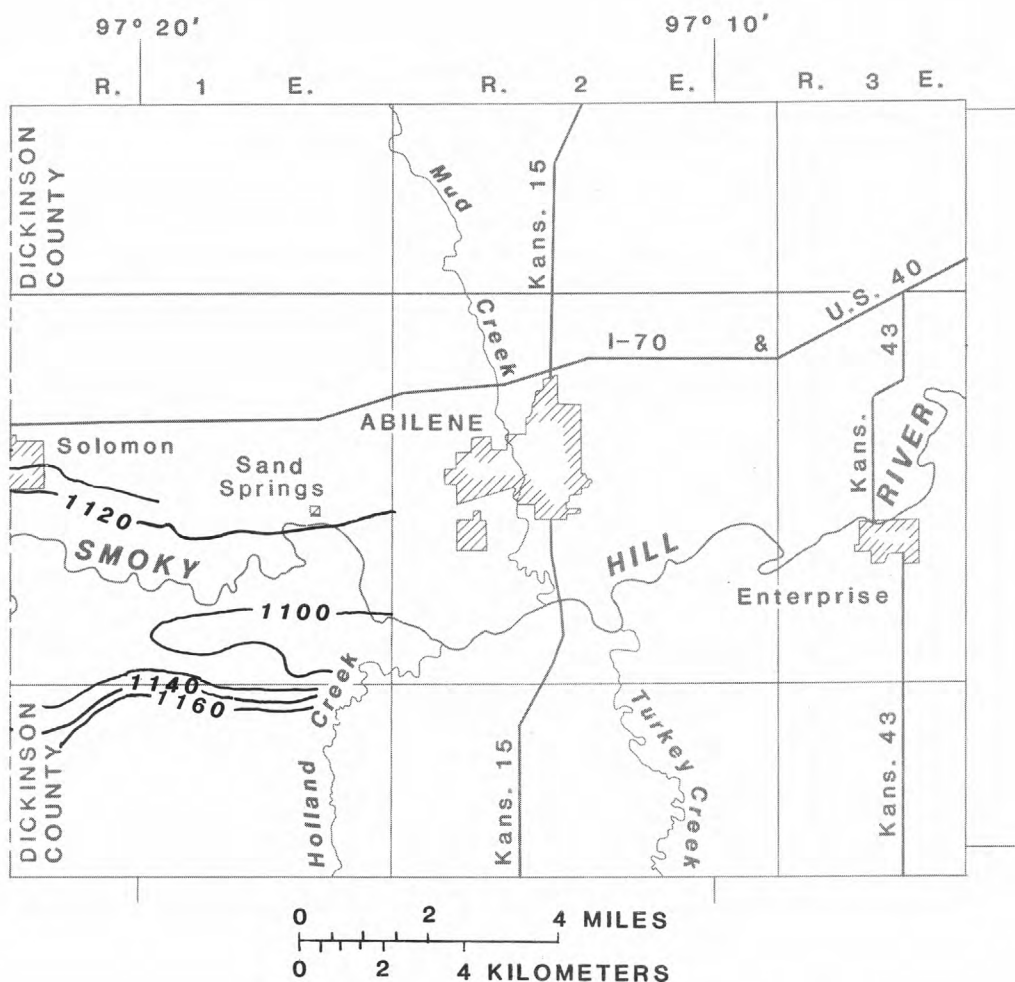 97° 20'
97° 10'
R. 1 E.
R. 2 E.
R. 3 E.
DICKINSON
COUNTY
Mud
Creek
Kans. 15
U.S. 40
I-70 &
Kans. 43
ABILENE
Solomon
Sand
Springs
1120
SMOKY
HILL
RIVER
Enterprise
1100
1140
1160
Holland
Creek
Turkey Creek
DICKINSON
COUNTY
Kans. 15
Kans. 43
0 2 4 MILES
0 2 4 KILOMETERS